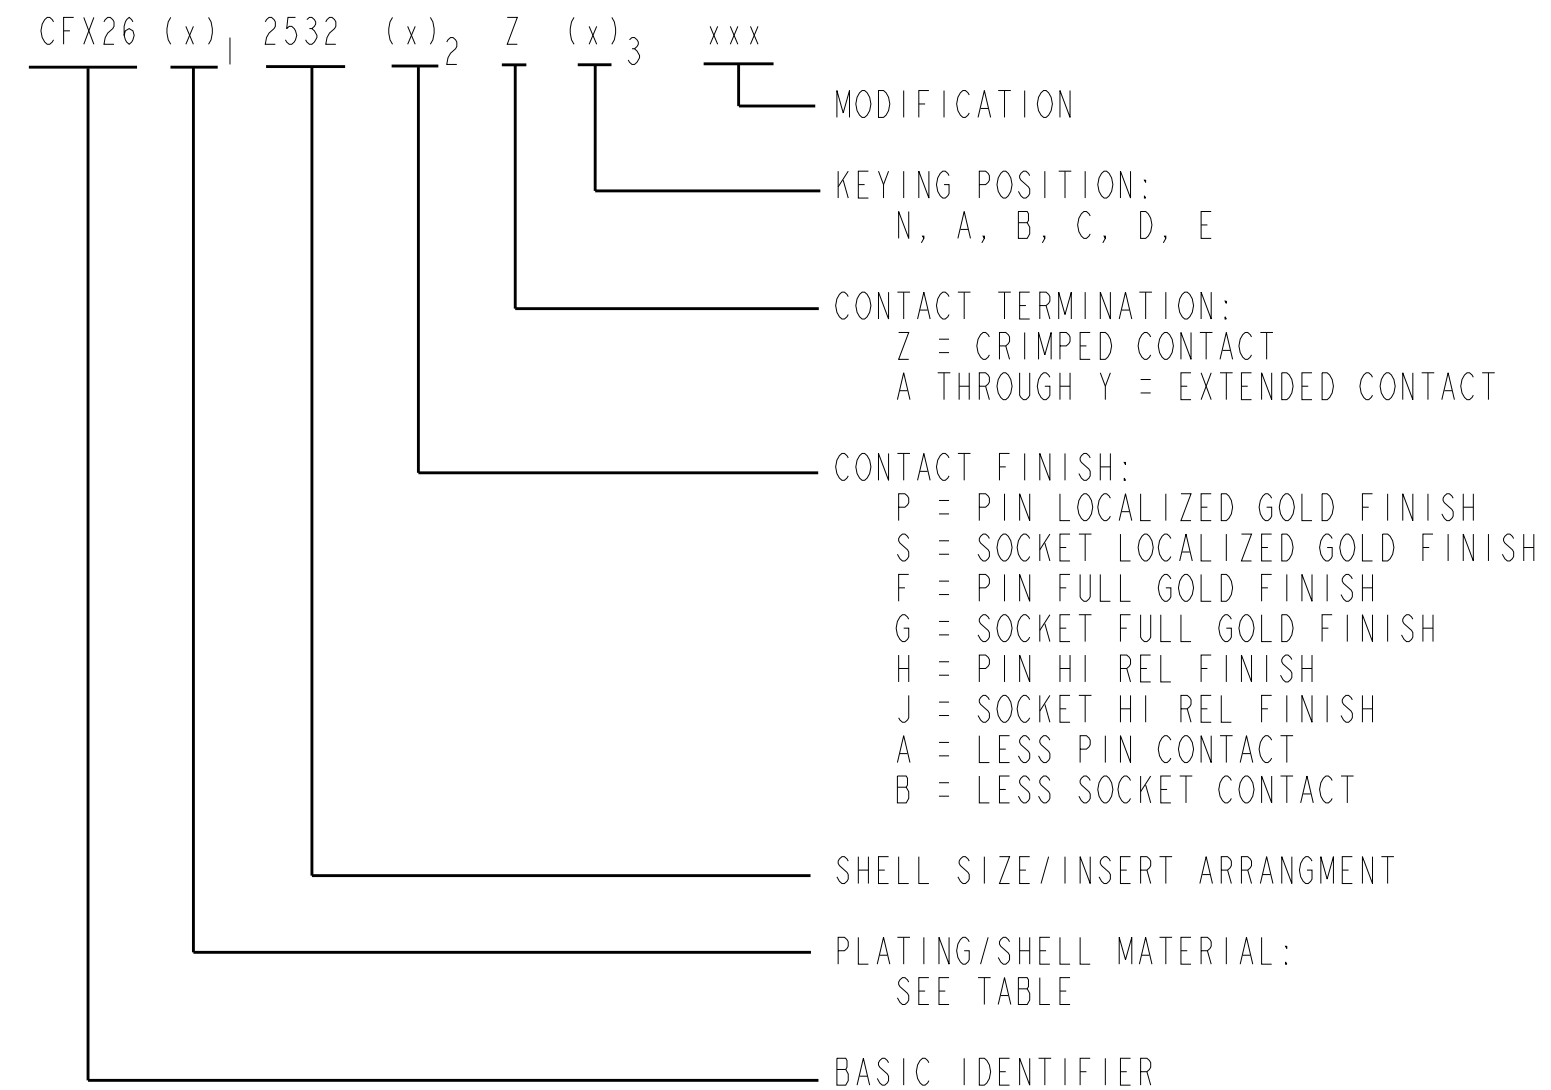 CFX26 (x)1 2532 (x)2 Z (x)3 xxx
MODIFICATION
KEYING POSITION:
N, A, B, C, D, E
CONTACT TERMINATION:
Z = CRIMPED CONTACT
A THROUGH Y = EXTENDED CONTACT
CONTACT FINISH:
P = PIN LOCALIZED GOLD FINISH
S = SOCKET LOCALIZED GOLD FINISH
F = PIN FULL GOLD FINISH
G = SOCKET FULL GOLD FINISH
H = PIN HI REL FINISH
J = SOCKET HI REL FINISH
A = LESS PIN CONTACT
B = LESS SOCKET CONTACT
SHELL SIZE/INSERT ARRANGMENT
PLATING/SHELL MATERIAL:
SEE TABLE
BASIC IDENTIFIER